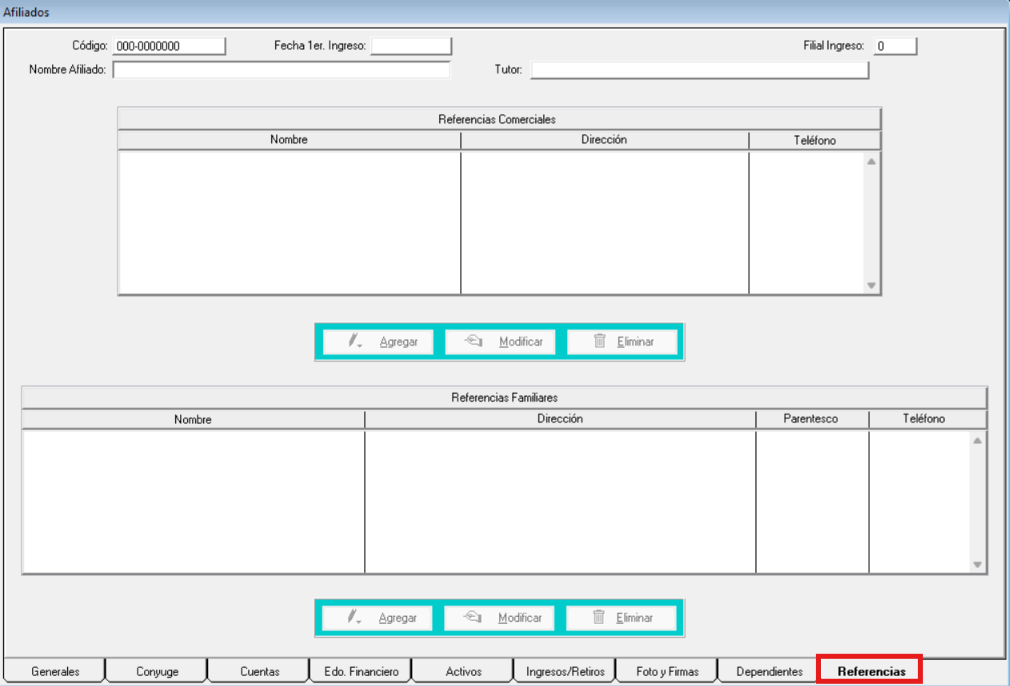 Afiliados
Código: 000-0000000 Fecha 1er. Ingreso: Filial Ingreso: 0
Nombre Afiliado: Tutor:
Referencias Comerciales
Nombre Dirección Teléfono
Agregar Modificar Eliminar
Referencias Familiares
Nombre Dirección Parentesco Teléfono
Agregar Modificar Eliminar
Generales Conyuge Cuentas Edo. Financiero Activos Ingresos/Retiros Foto y Firmas Dependientes Referencias